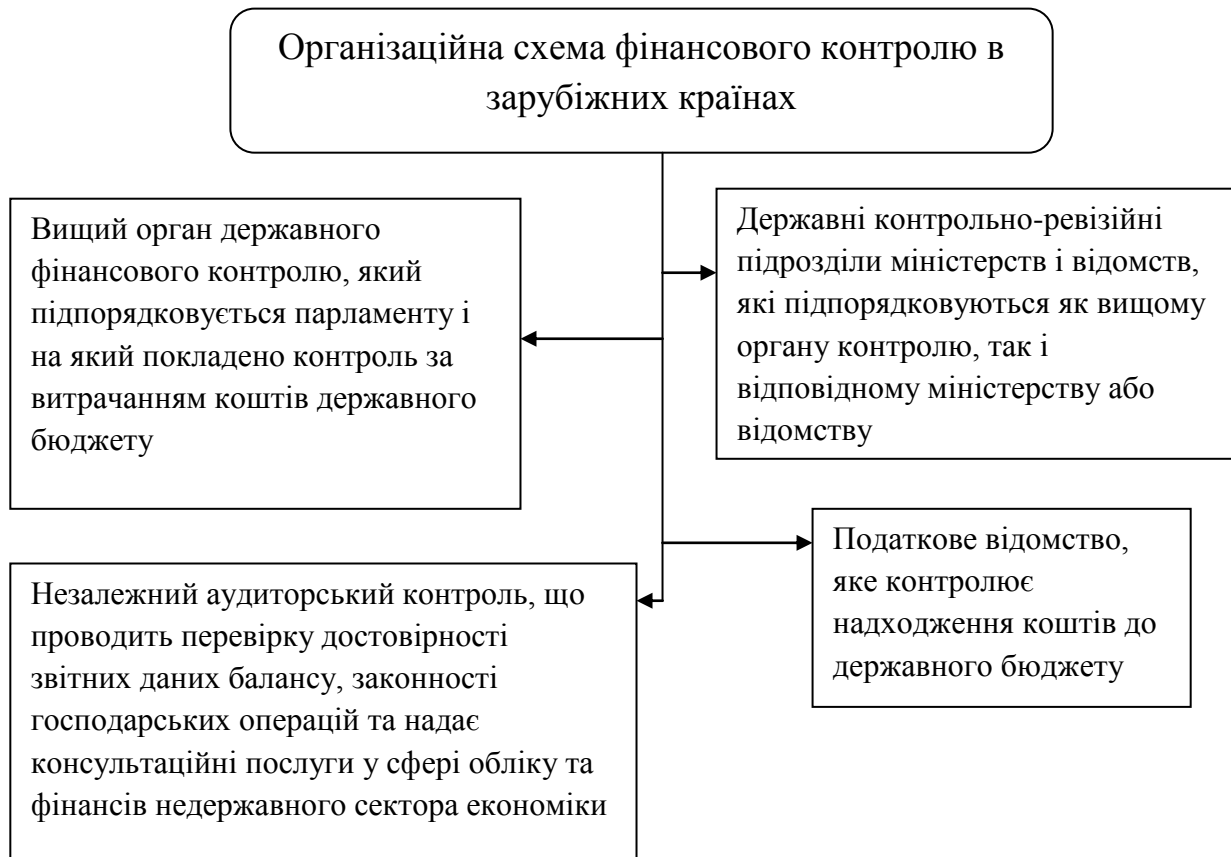 Організаційна схема фінансового контролю в
зарубіжних країнах
Вищий орган державного
фінансового контролю, який
підпорядковується парламенту і
на який покладено контроль за
витрачанням коштів державного
бюджету
Державні контрольно-ревізійні
підрозділи міністерств і відомств,
які підпорядковуються як вищому
органу контролю, так і
відповідному міністерству або
відомству
Незалежний аудиторський контроль, що
проводить перевірку достовірності
звітних даних балансу, законності
господарських операцій та надає
консультаційні послуги у сфері обліку та
фінансів недержавного сектора економіки
Податкове відомство,
яке контролює
надходження коштів до
державного бюджету